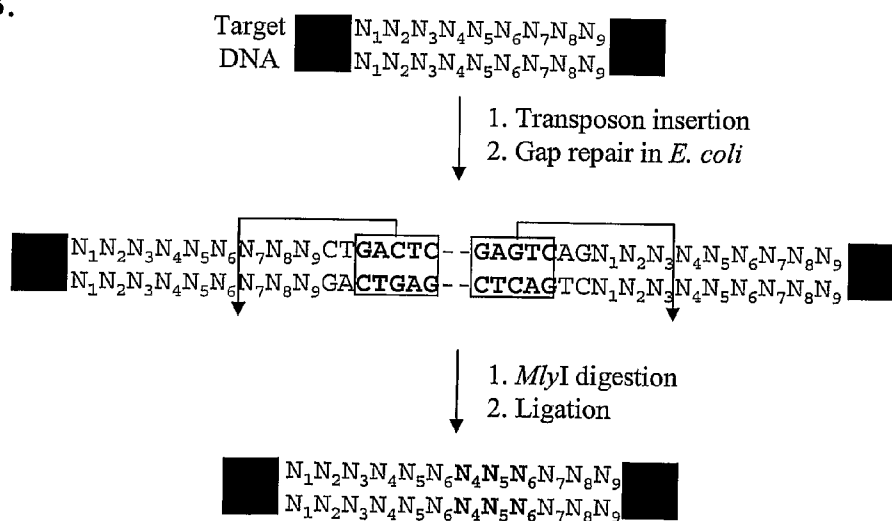 .
Target N₁N₂N₃N₄N₅N₆N₇N₈N₉
DNA N₁N₂N₃N₄N₅N₆N₇N₈N₉
1. Transposon insertion
2. Gap repair in E. coli
N₁N₂N₃N₄N₅N₆N₇N₈N₉CTGACTC--GAGTCAGN₁N₂N₃N₄N₅N₆N₇N₈N₉
N₁N₂N₃N₄N₅N₆N₇N₈N₉GACTGAG--CTCAGTCN₁N₂N₃N₄N₅N₆N₇N₈N₉
1. MlyI digestion
2. Ligation
N₁N₂N₃N₄N₅N₆N₄N₅N₆N₇N₈N₉
N₁N₂N₃N₄N₅N₆N₄N₅N₆N₇N₈N₉